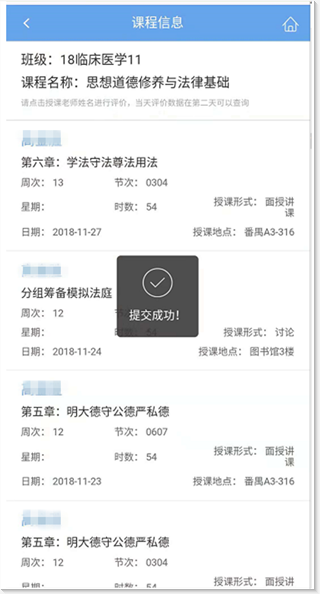 课程信息
班级：18临床医学11
课程名称：思想道德修养与法律基础
请点击授课老师姓名进行评价，当天评价数据在第二天可以查询
第六章：学法守法尊法用法
周次： 13 节次： 0304
星期： 时数： 54 授课形式： 面授讲课
日期： 2018-11-27 授课地点： 番禺A3-316
分组筹备模拟法庭
周次： 12
星期： 授课形式： 讨论
日期： 2018-11-24 授课地点： 图书馆3楼
提交成功！
第五章：明大德守公德严私德
周次： 12 节次： 0607
星期： 时数： 54 授课形式： 面授讲课
日期： 2018-11-23 授课地点： 番禺A3-316
第五章：明大德守公德严私德
周次： 12 节次： 0304
星期： 时数： 54 授课形式： 面授讲